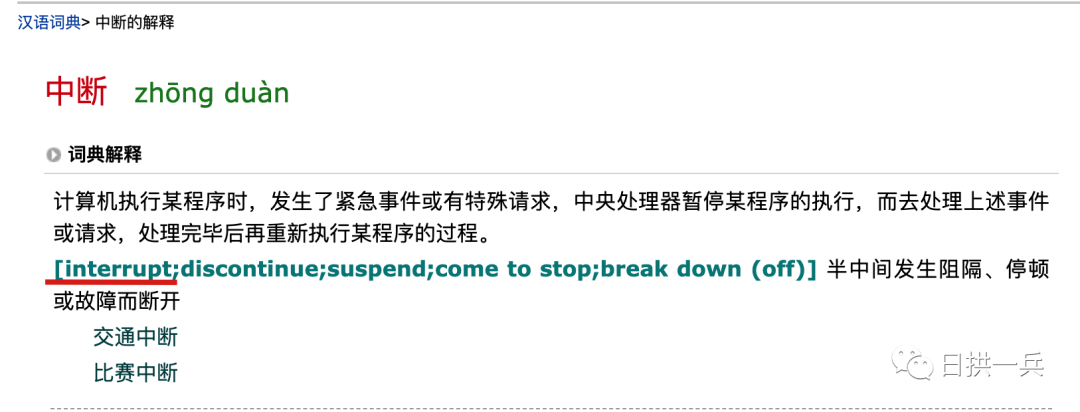 汉语词典> 中断的解释
中断 zhōng duàn
词典解释
计算机执行某程序时，发生了紧急事件或有特殊请求，中央处理器暂停某程序的执行，而去处理上述事件
或请求，处理完毕后再重新执行某程序的过程。
[interrupt;discontinue;suspend;come to stop;break down (off)] 半中间发生阻隔、停顿
或故障而断开
交通中断
比赛中断
日拱一兵